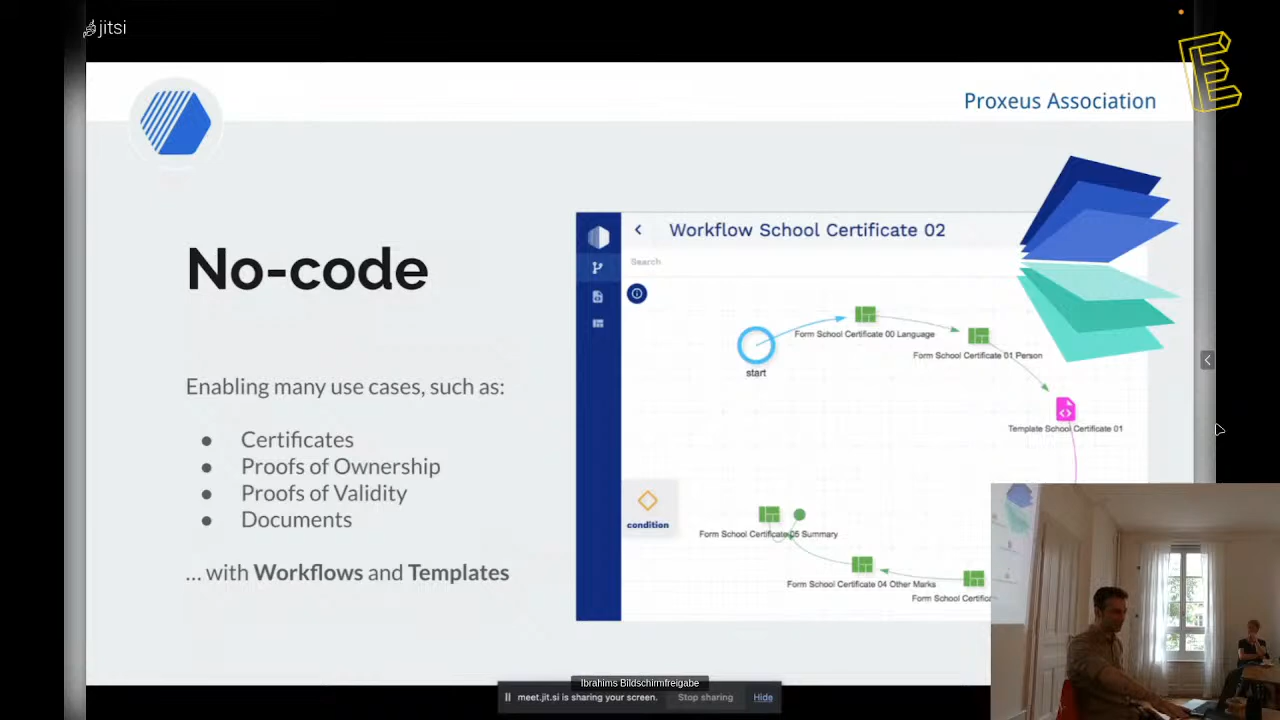 jitsi
E
Proxeus Association
No-code
Enabling many use cases, such as:
● Certificates
● Proofs of Ownership
● Proofs of Validity
● Documents
... with Workflows and Templates
Workflow School Certificate 02
Search
Form School Certificate 00 Language
Form School Certificate 01 Person
start
Template School Certificate 01
condition
Form School Certificate 05 Summary
Form School Certificate 04 Other Marks
Form School Certific
Ibrahims Bildschirmfreigabe
meet.jit.si is sharing your screen.
Stop sharing
Hide